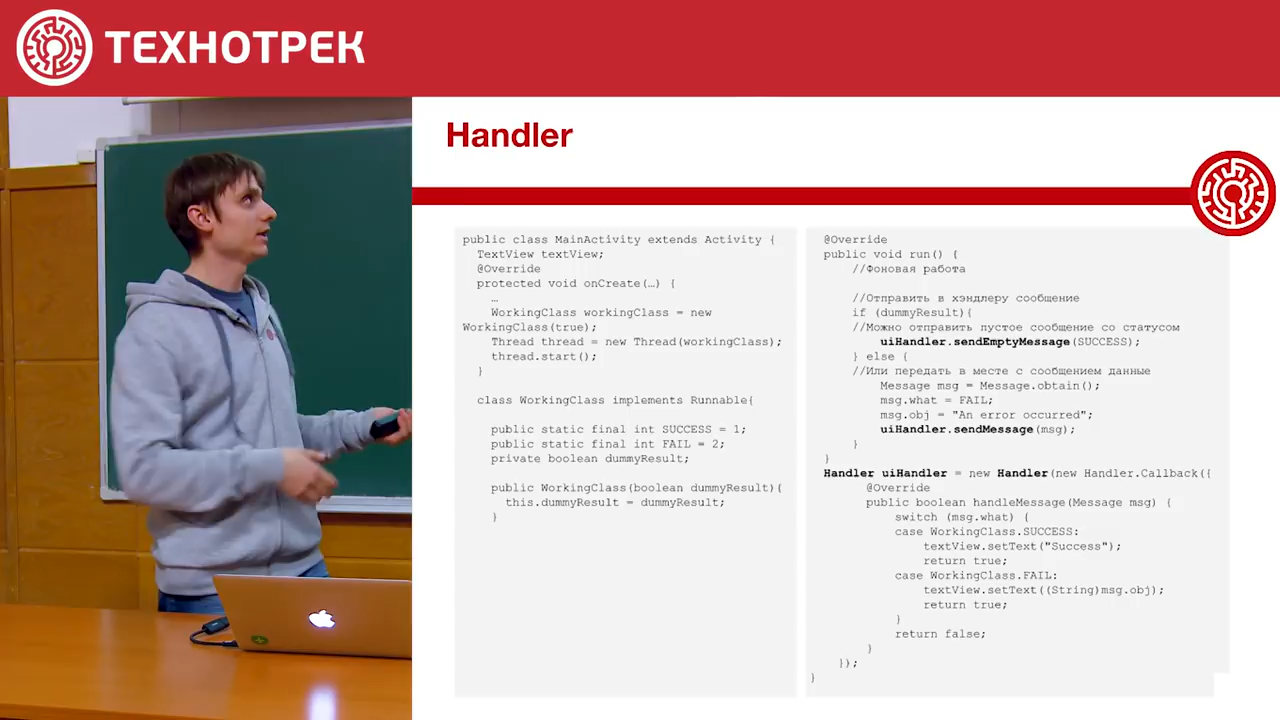 ТЕХНОТРЕК
Handler
public class MainActivity extends Activity {
TextView textView;
@Override
protected void onCreate(…) {
…
WorkingClass workingClass = new
WorkingClass(true);
Thread thread = new Thread(workingClass);
thread.start();
}
class WorkingClass implements Runnable{
public static final int SUCCESS = 1;
public static final int FAIL = 2;
private boolean dummyResult;
public WorkingClass(boolean dummyResult){
this.dummyResult = dummyResult;
}
@Override
public void run() {
//Фоновая работа
//Отправить в хэндлеру сообщение
if (dummyResult){
//Можно отправить пустое сообщение со статусом
uiHandler.sendEmptyMessage(SUCCESS);
} else {
//Или передать в месте с сообщением данные
Message msg = Message.obtain();
msg.what = FAIL;
msg.obj = "An error occurred";
uiHandler.sendMessage(msg);
}
}
Handler uiHandler = new Handler(new Handler.Callback({
@Override
public boolean handleMessage(Message msg) {
switch (msg.what) {
case WorkingClass.SUCCESS:
textView.setText("Success");
return true;
case WorkingClass.FAIL:
textView.setText((String)msg.obj);
return true;
}
return false;
}
});
}